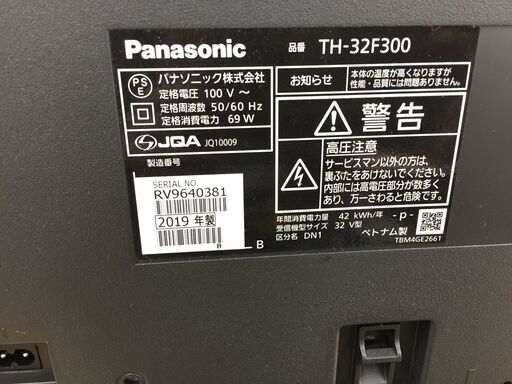 Panasonic
品番 TH-32F300
PS
E
パナソニック株式会社
定格電圧 100 V ~
定格周波数 50/60 Hz
定格消費電力 69 W
お知らせ
本体の温度が高くなりますが
性能・品質には問題ありません。
警告
高圧注意
サービスマン以外の方は、
裏ぶたをあけないでください。
内部には高電圧部分が数多く
あり、万一さわると危険です。
JQA JQ10009
製造番号
SERIAL NO.
RV9640381
2019 年製
B
年間消費電力量 42 kWh/年
受信機型サイズ 32 V型
区分名 DN1
- p -
ベトナム製
TBM4GE2661